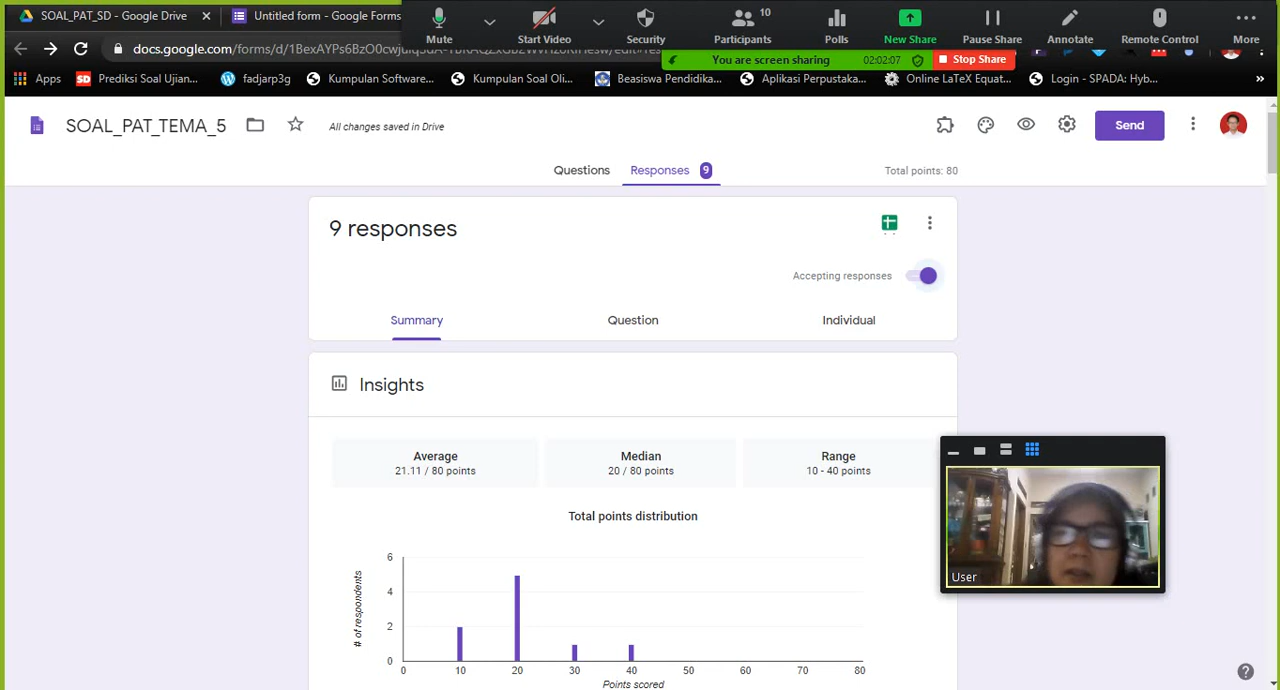 SOAL_PAT_SD - Google Drive
Untitled form - Google Forms
10
Mute
Start Video
Security
Participants
Polls
New Share
Pause Share
Annotate
Remote Control
More
docs.google.com/forms/d/
You are screen sharing
02:02:07
Stop Share
Apps
Prediksi Soal Ujian...
fadjarp3g
Kumpulan Software...
Kumpulan Soal Oli...
Beasiswa Pendidika...
Aplikasi Perpustaka...
Online LaTeX Equat...
Login - SPADA: Hyb...
SOAL_PAT_TEMA_5
All changes saved in Drive
Send
Questions
Responses 9
Total points: 80
9 responses
Accepting responses
Summary
Question
Individual
Insights
Average
21.11 / 80 points
Median
20 / 80 points
Range
10 - 40 points
Total points distribution
# of respondents
6
4
2
0
0 10 20 30 40 50 60 70 80
Points scored
User